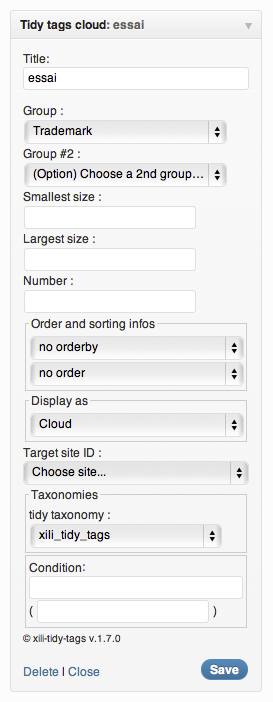 Tidy tags cloud: essai
Title:
essai
Group :
Trademark
Group #2 :
(Option) Choose a 2nd group...
Smallest size :
Largest size :
Number :
Order and sorting infos
no orderby
no order
Display as
Cloud
Target site ID :
Choose site...
Taxonomies
tidy taxonomy :
xili_tidy_tags
Condition:
( )
© xili-tidy-tags v.1.7.0
Delete | Close
Save